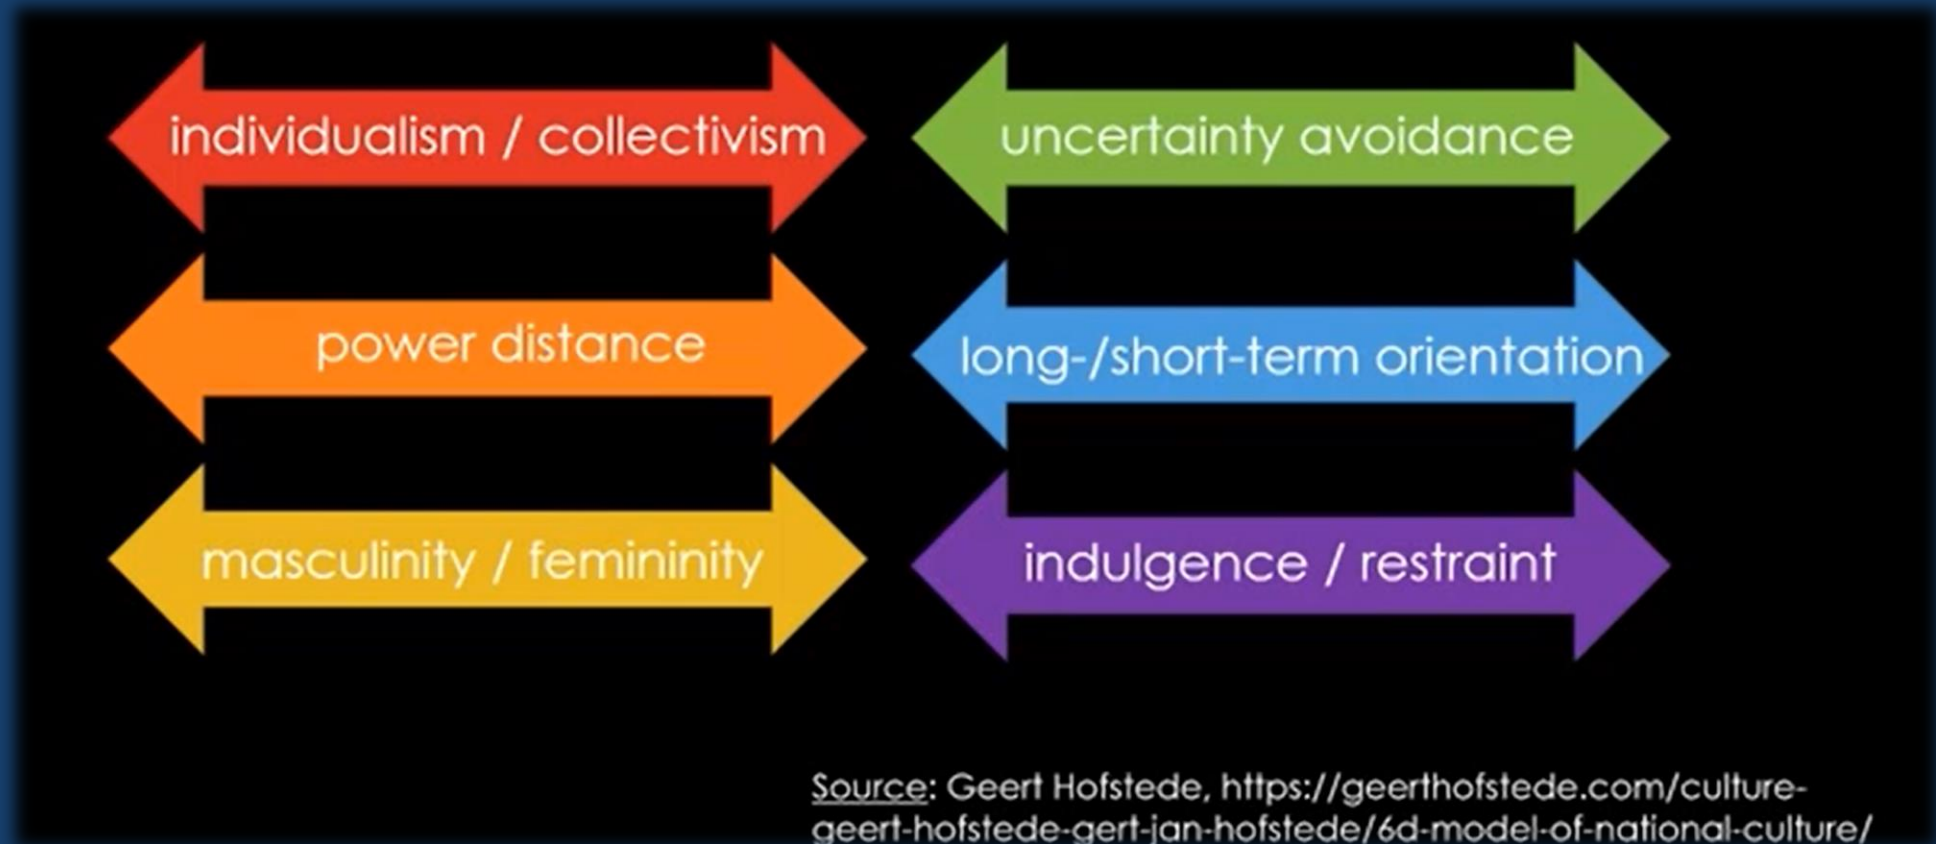 individualism / collectivism
power distance
masculinity / femininity
uncertainty avoidance
long-/short-term orientation
indulgence / restraint
Source: Geert Hofstede, https://geerthofstede.com/culture-
geert-hofstede-gert-jan-hofstede/6d-model-of-national-culture/